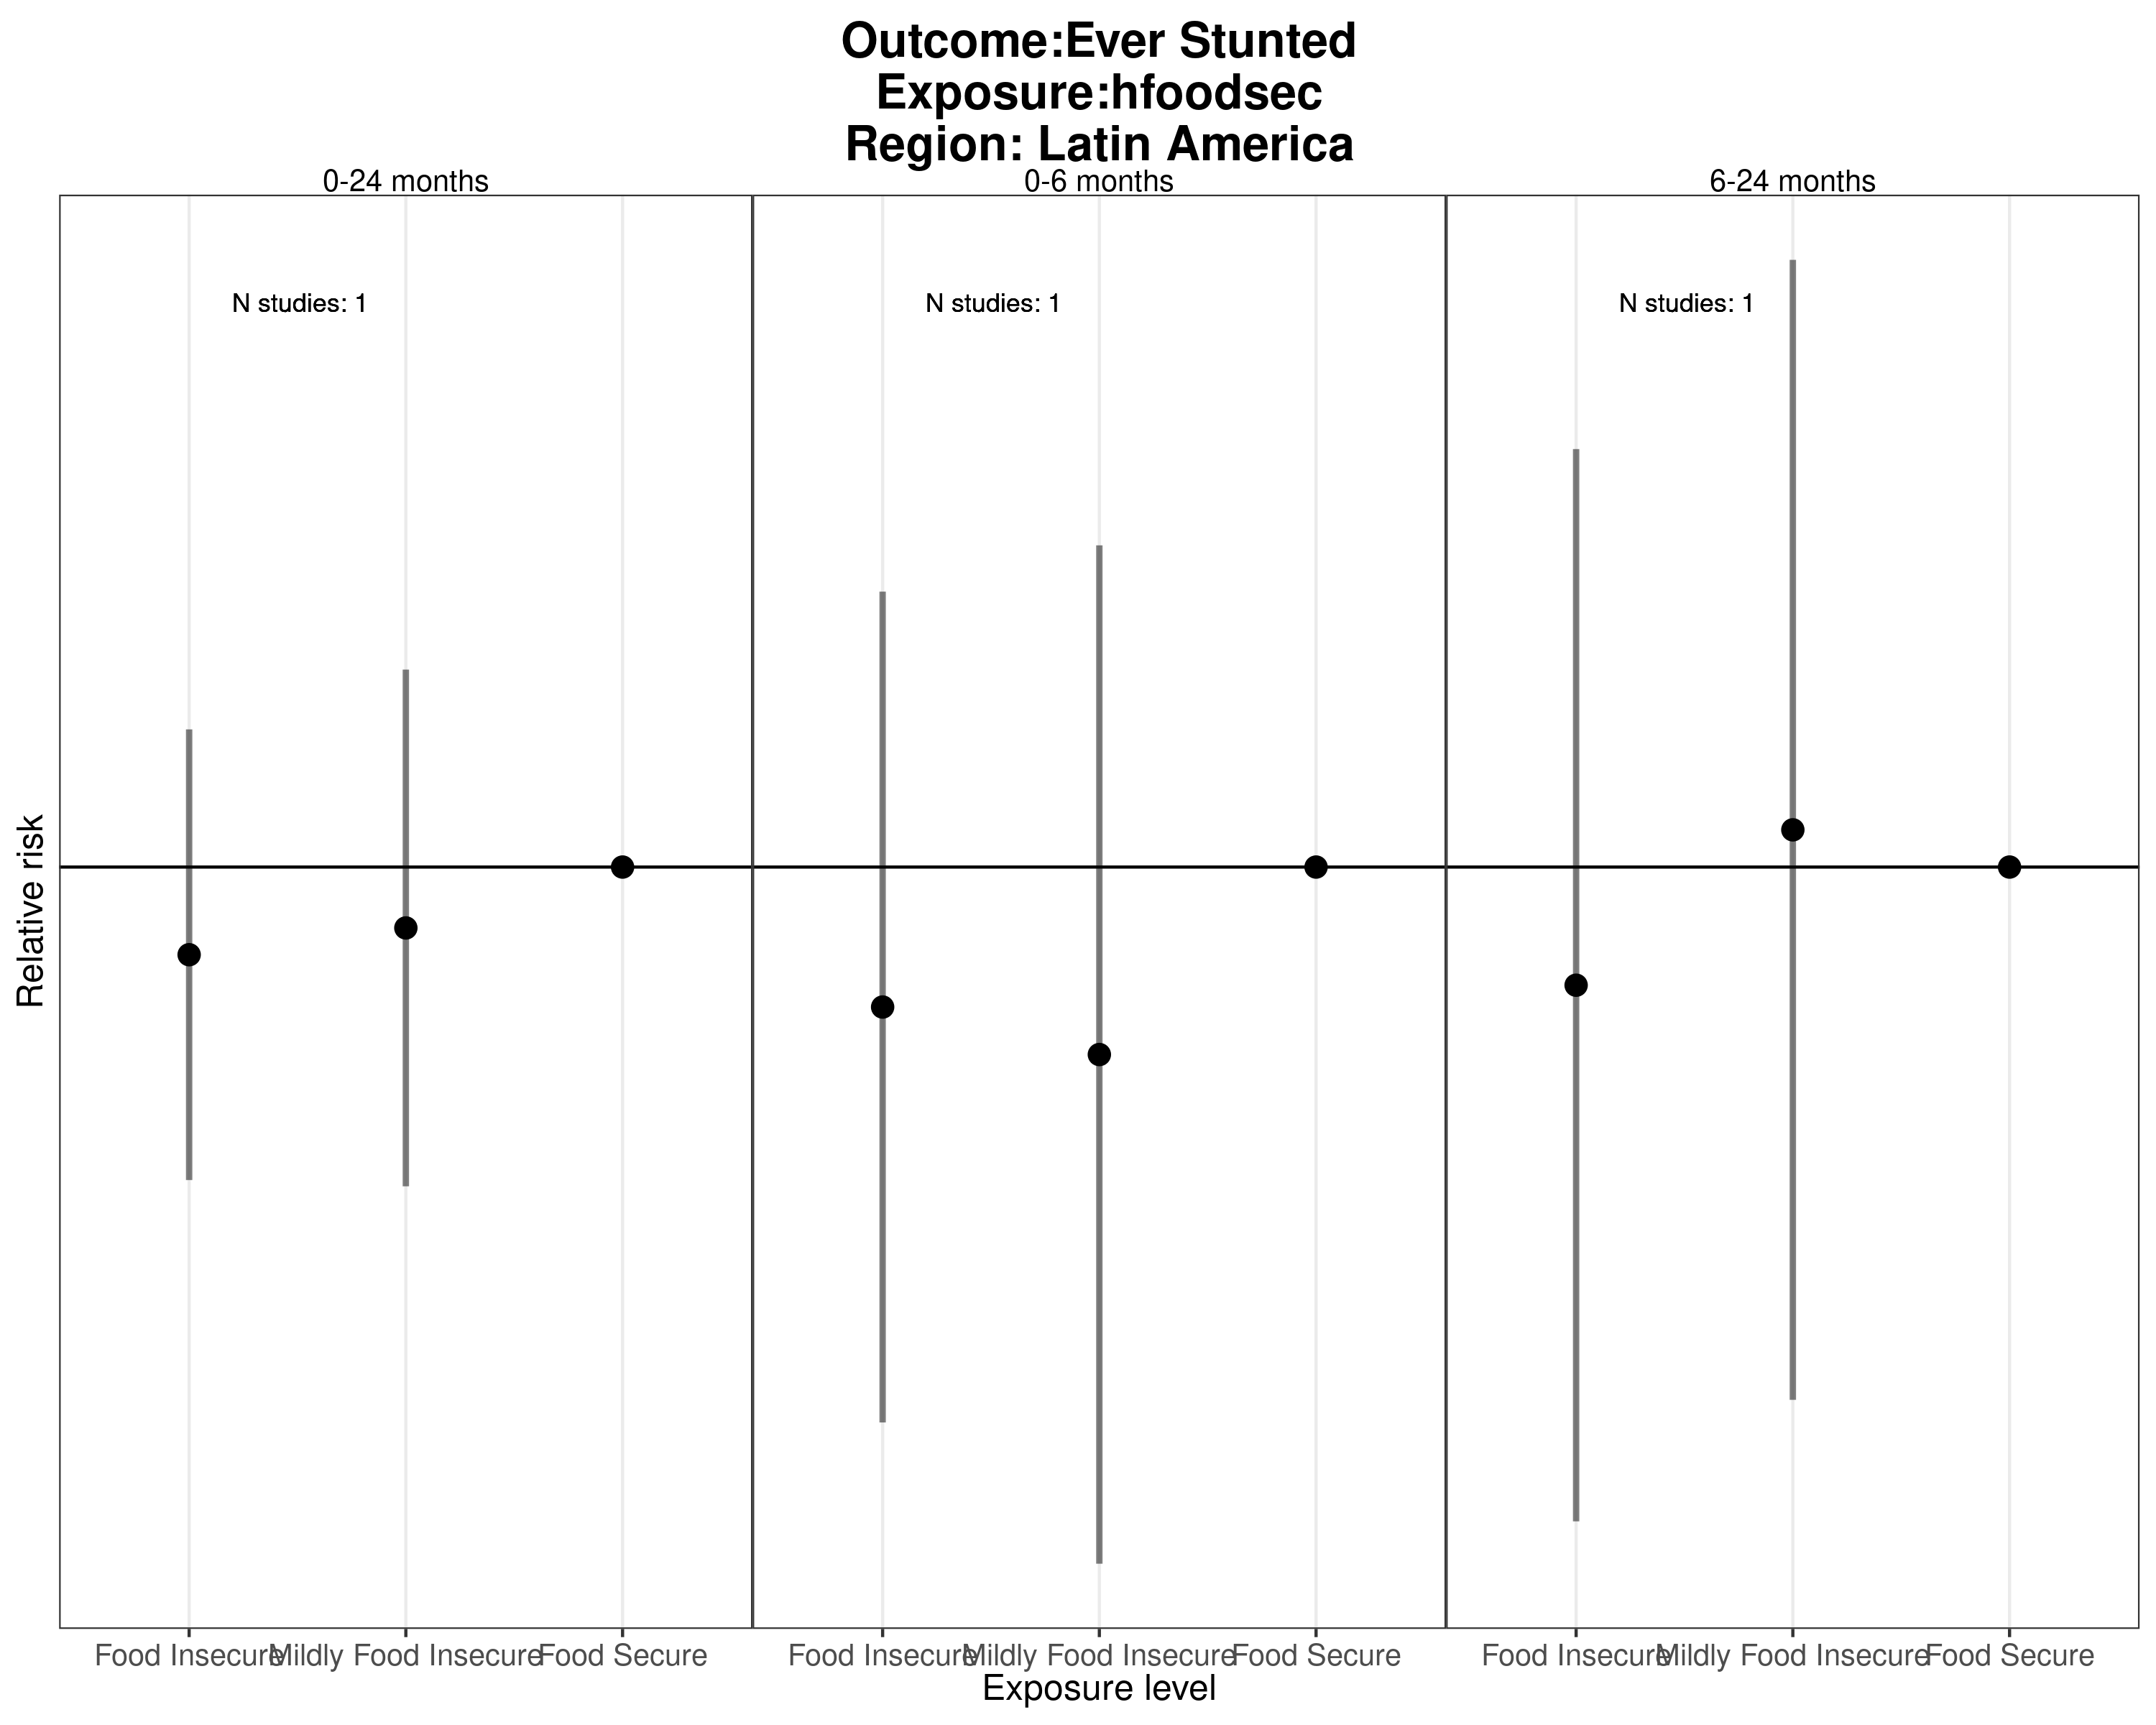 Outcome:Ever Stunted
Exposure:hfoodsec
Region: Latin America
0-24 months
0-6 months
6-24 months
N studies: 1
N studies: 1
N studies: 1
Relative risk
Food Insecure
Mildly Food Insecure
Food Secure
Food Insecure
Mildly Food Insecure
Food Secure
Food Insecure
Mildly Food Insecure
Food Secure
Exposure level